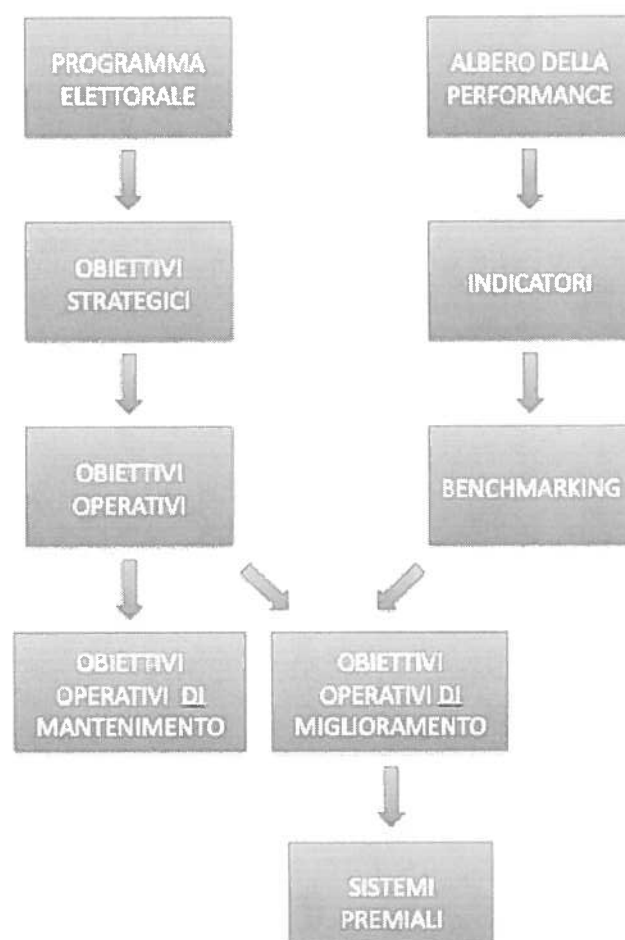 PROGRAMMA
ELETTORALE
ALBERO DELLA
PERFORMANCE
OBIETTIVI
STRATEGICI
INDICATORI
OBIETTIVI
OPERATIVI
BENCHMARKING
OBIETTIVI
OPERATIVI DI
MANTENIMENTO
OBIETTIVI
OPERATIVI DI
MIGLIORAMENTO
SISTEMI
PREMIALI